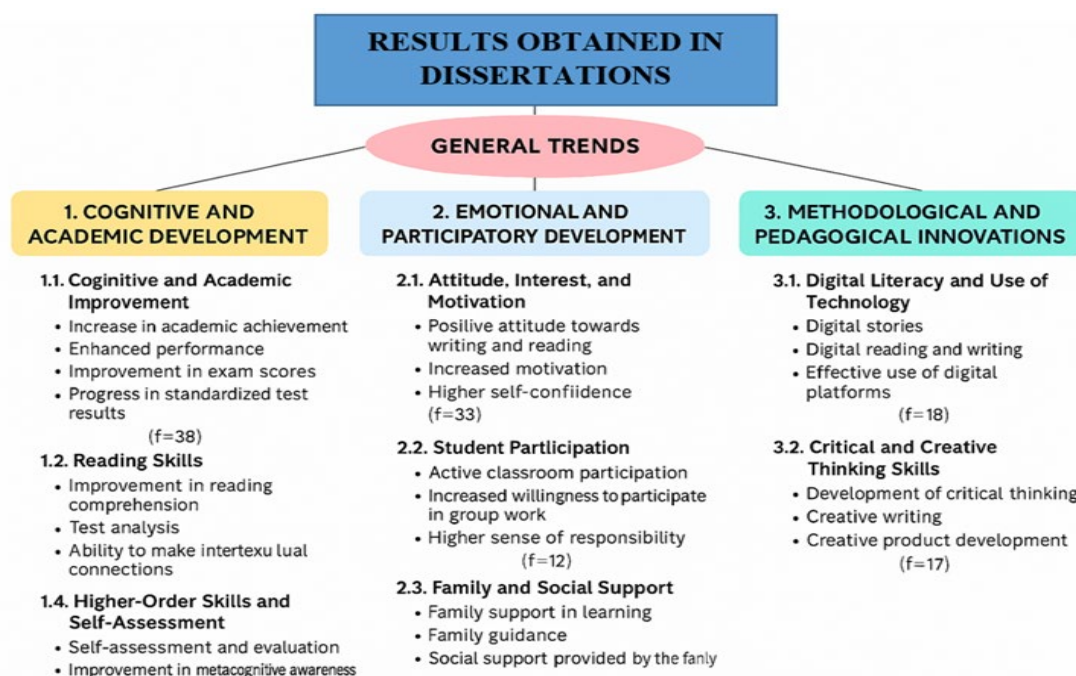 RESULTS OBTAINED IN
DISSERTATIONS
GENERAL TRENDS
1. COGNITIVE AND
ACADEMIC DEVELOPMENT
1.1. Coginitive and Academic
Improvement
• Increase in academic achievement
• Enhanced performance
• Improvement in exam scores
• Progress in standardized test
results
(f=38)
1.2. Reading Skills
• Improvement in reading
comprehension
• Test analysis
• Ability to make intertexu lual
connections
1.4. Higher-Order Skills and
Self-Assessment
• Self-assessment and evaluation
• Improvement in metacognitive awareness
2. EMOTIONAL AND
PARTICIPATORY DEVELOPMENT
2.1. Attitude, Interest, and
Motivation
• Posilive attitude towards
writing and reading
• Increased motivation
• Higher self-confiidence
(f=33)
2.2. Student Partlicipation
• Active classroom participation
• Increased willingness to participate
in group work
• Higher sense of responsibility
(f=12)
2.3. Family and Social Support
• Family support in learning
• Family guidance
• Social support provided by the fanly
3. METHODOLOGICAL AND
PEDAGOGICAL INNOVATIONS
3.1. Digital Literacy and Use of
Technology
• Digital stories
• Digital reading and writing
• Effective use of digital
platforms
(f=18)
3.2. Critical and Creative
Thinking Skills
• Development of critical thinking
• Creative writing
• Creative product development
(f=17)